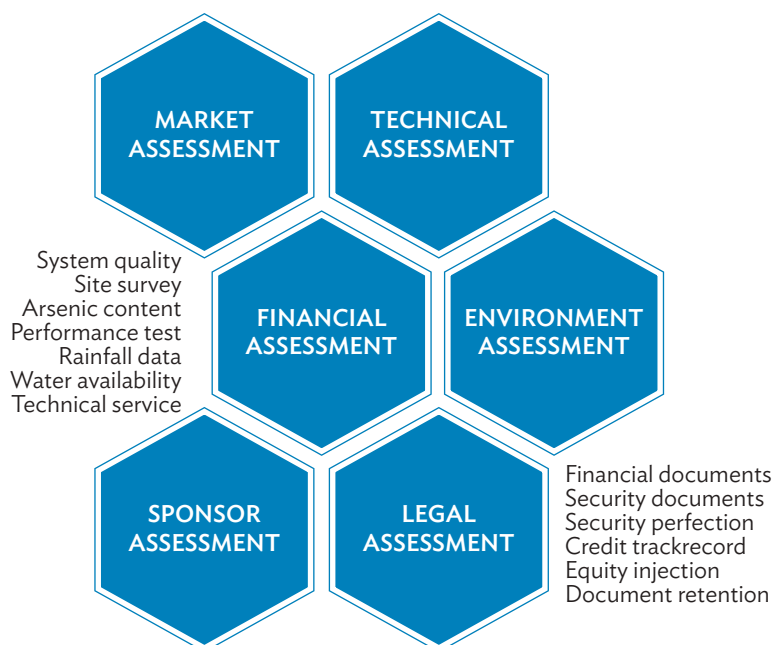 MARKET
ASSESSMENT
TECHNICAL
ASSESSMENT
System quality
Site survey
Arsenic content
Performance test
Rainfall data
Water availability
Technical service
FINANCIAL
ASSESSMENT
ENVIRONMENT
ASSESSMENT
SPONSOR
ASSESSMENT
LEGAL
ASSESSMENT
Financial documents
Security documents
Security perfection
Credit trackrecord
Equity injection
Document retention